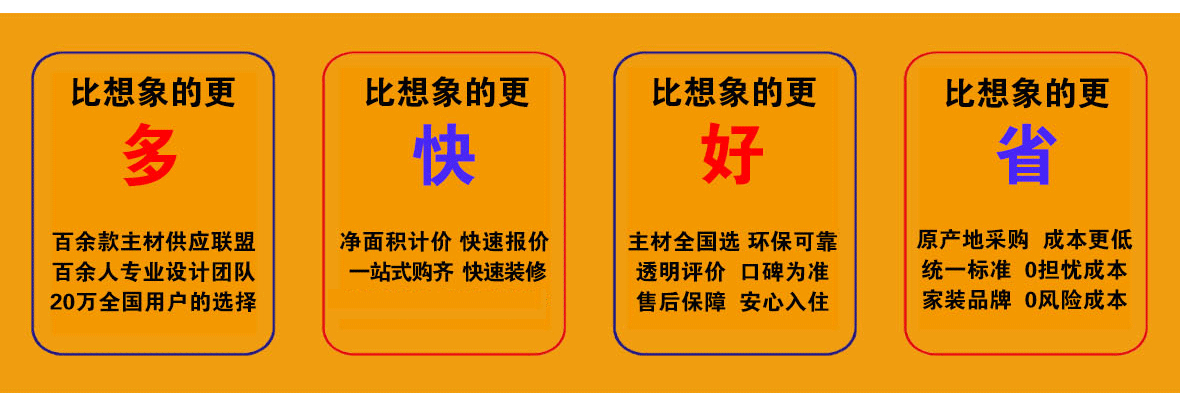 比想象的更
多
百余款主材供应联盟
百余人专业设计团队
20万全国用户的选择
比想象的更
快
净面积计价 快速报价
一站式购齐 快速装修
比想象的更
好
主材全国选 环保可靠
透明评价 口碑为准
售后保障 安心入住
比想象的更
省
原产地采购 成本更低
统一标准 0担忧成本
家装品牌 0风险成本